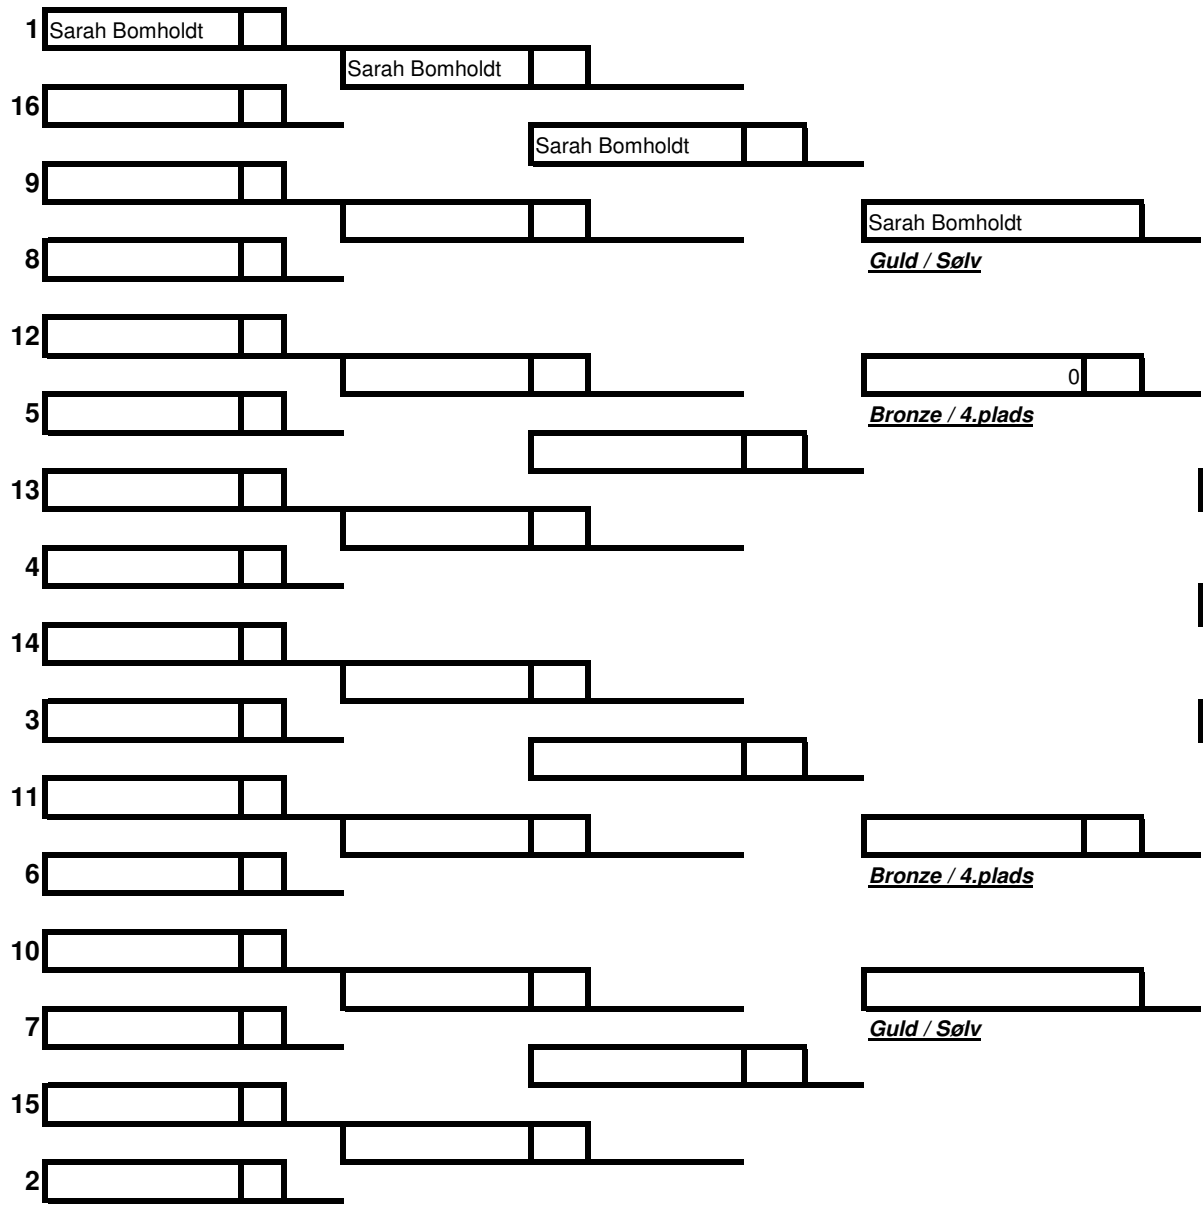 1 Sarah Bomholdt
Sarah Bomholdt
16
Sarah Bomholdt
9
Sarah Bomholdt
8
Guld / Sølv
12
0
5
Bronze / 4.plads
13
4
14
3
11
6
Bronze / 4.plads
10
7
Guld / Sølv
15
2